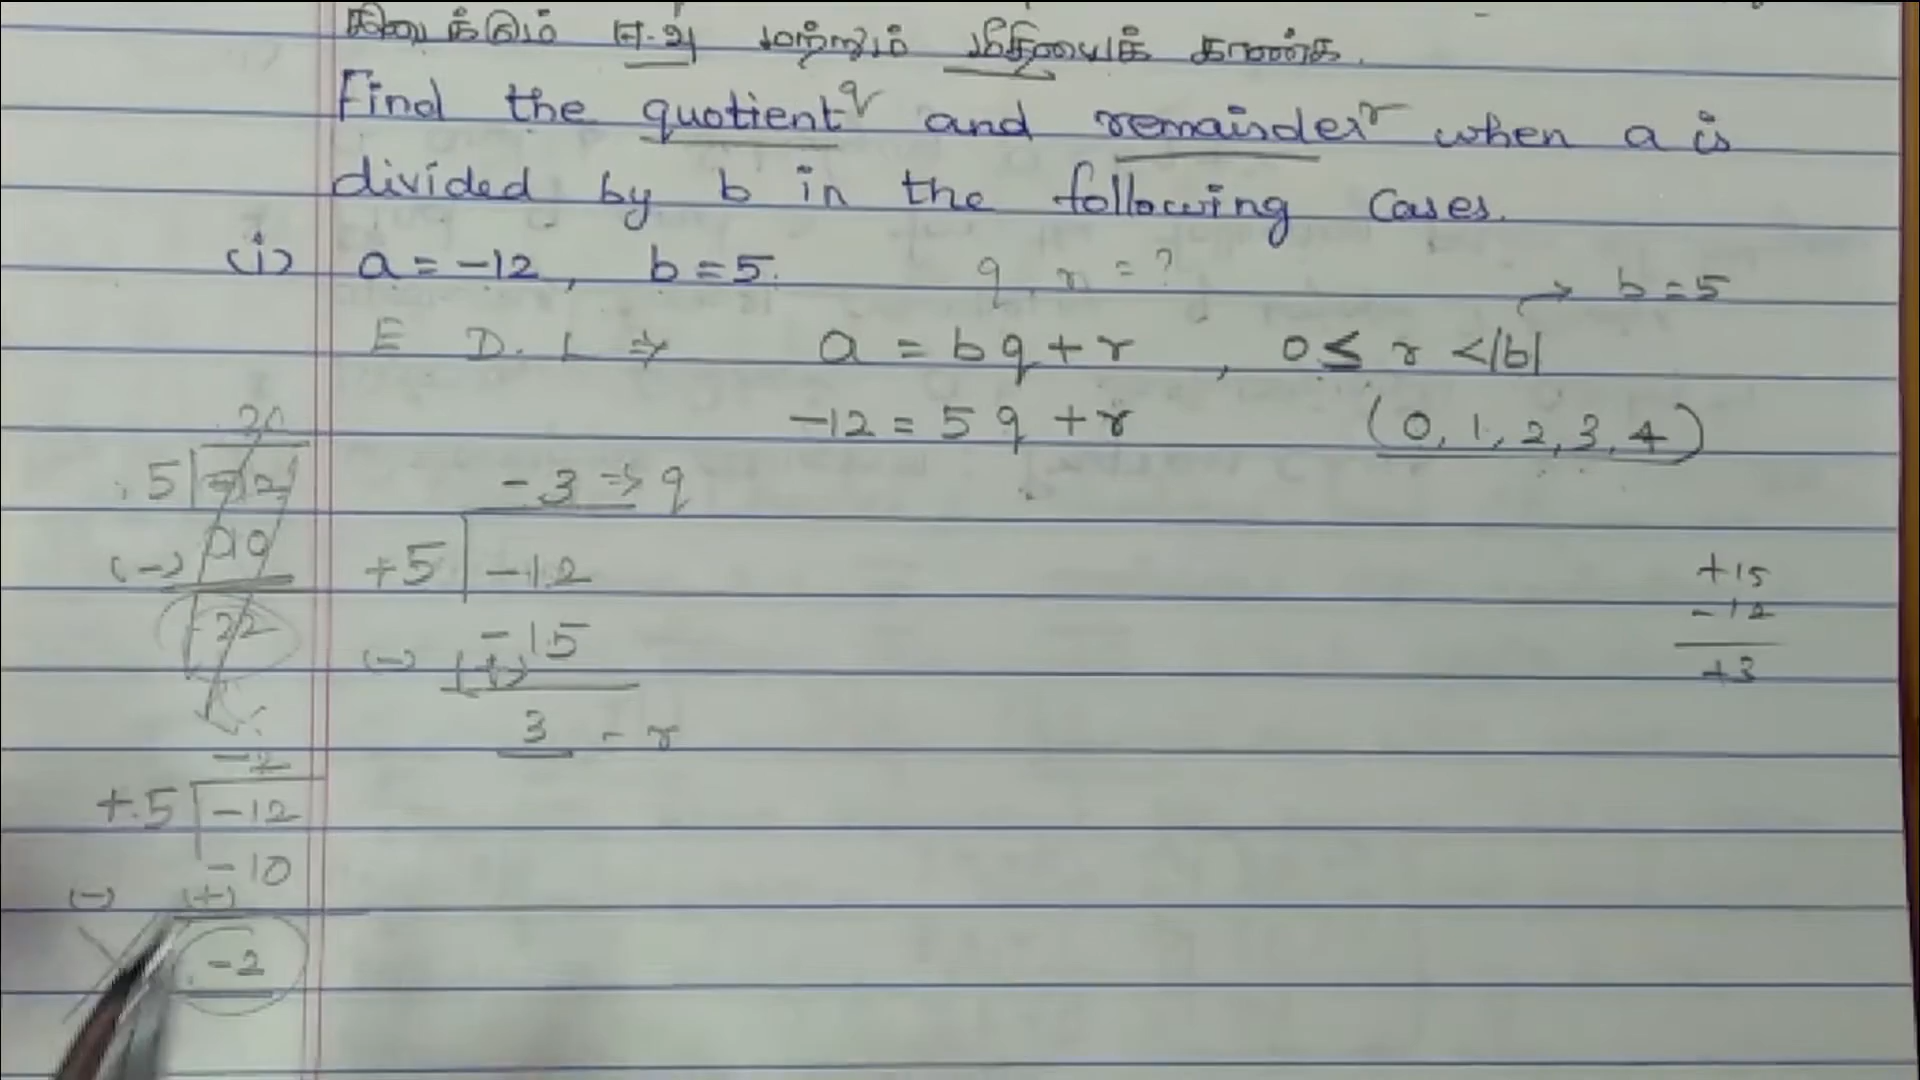 மற்றும் மீதியைக் காண்க.
Find the quotient q and remainder r when a is
divided by b in the following cases.
(i) a = -12, b = 5. q, r = ?
→ b = 5
E D. L ⇒ a = bq + r, 0 ≤ r < |b|
-12 = 5q + r (0, 1, 2, 3, 4)
-3 ⇒ q
+5 -12
-15
(-) (+)
3 - r
+15
-12
+3
5
(-)
-2
+5 -12
-10
(-) (+)
-2